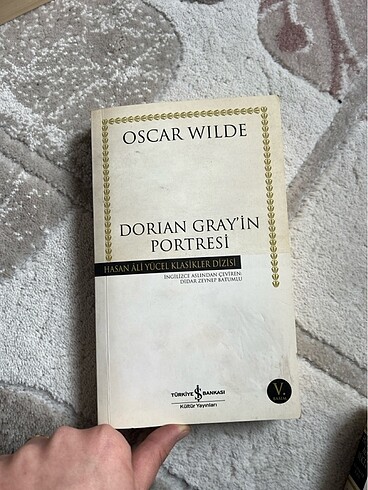 OSCAR WILDE
DORIAN GRAY'İN
PORTRESİ
HASAN ÂLİ YÜCEL KLASİKLER DİZİSİ
İNGİLİZCE ASLINDAN ÇEVİREN:
DİDAR ZEYNEP BATUMLU
TÜRKİYE İŞ BANKASI
Kültür Yayınları
V.
BASIM